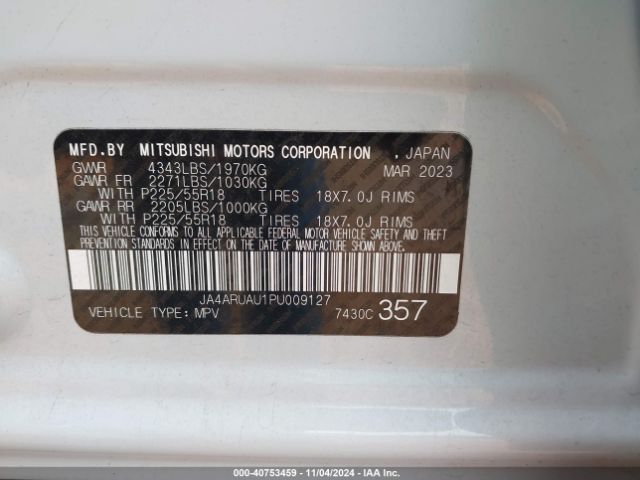 MFD.BY MITSUBISHI MOTORS CORPORATION , JAPAN
GVWR 4343LBS/1970KG MAR 2023
GAWR FR 2271LBS/1030KG
WITH P225/55R18 TIRES 18X7.0J RIMS
GAWR RR 2205LBS/1000KG
WITH P225/55R18 TIRES 18X7.0J RIMS
THIS VEHICLE CONFORMS TO ALL APPLICABLE FEDERAL MOTOR VEHICLE SAFETY AND THEFT
PREVENTION STANDARDS IN EFFECT ON THE DATE OF MANUFACTURE SHOWN ABOVE.
JA4ARUAU1PU009127
VEHICLE TYPE:MPV 7430C 357
000-40753459 - 11/04/2024 - IAA Inc.